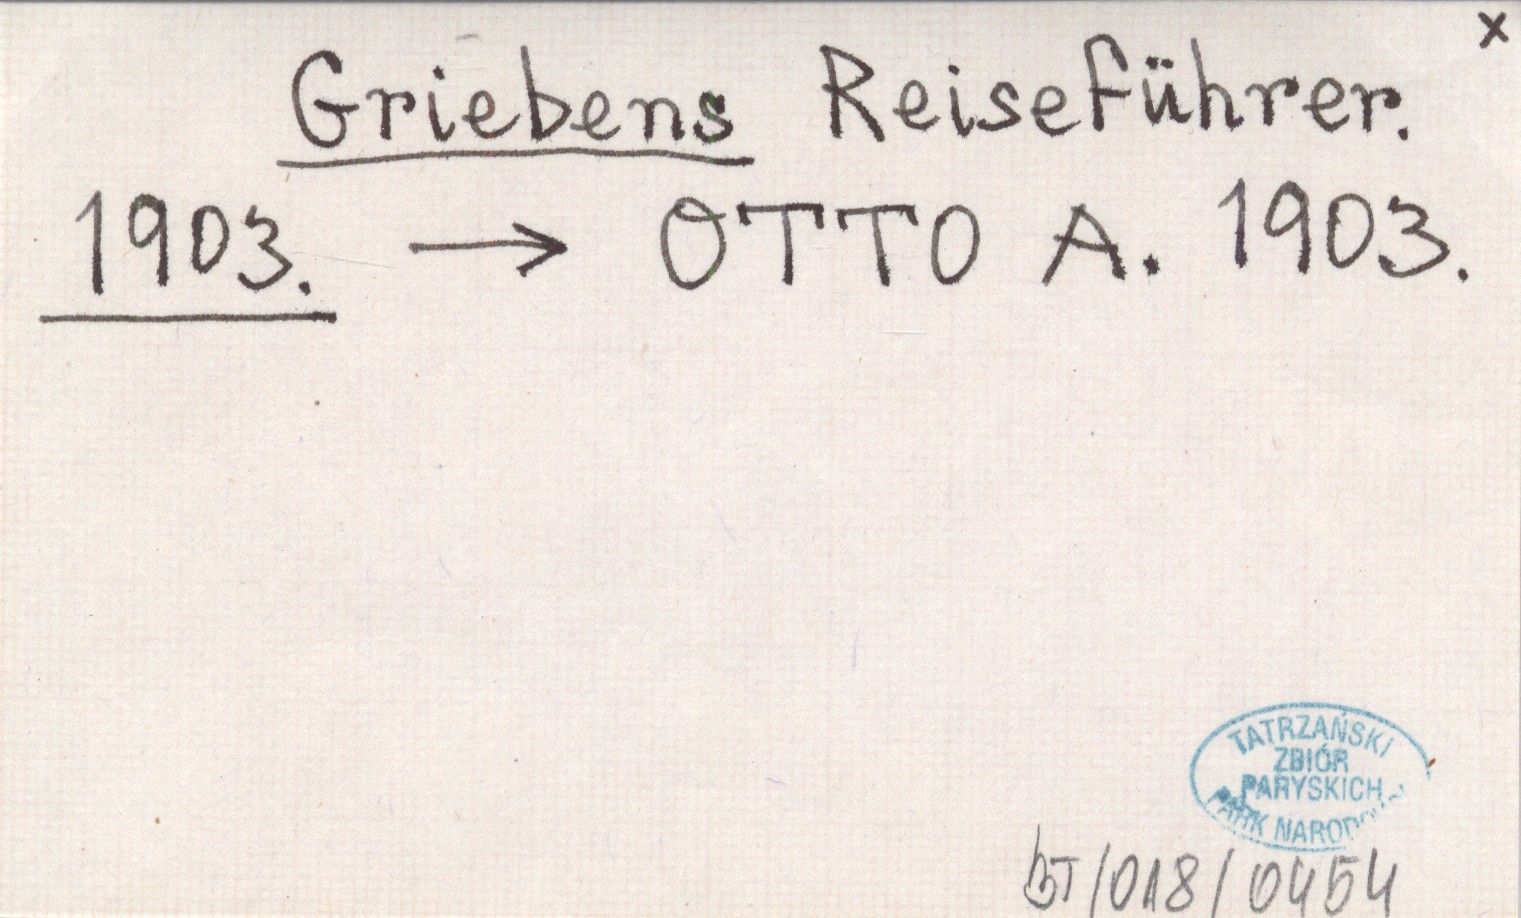 x
Griebens Reiseführer.
1903. → OTTO A. 1903.
TATRZAŃSKI
ZBIÓR
PARYSKICH
PARK NARODOWY
BT/018/0454